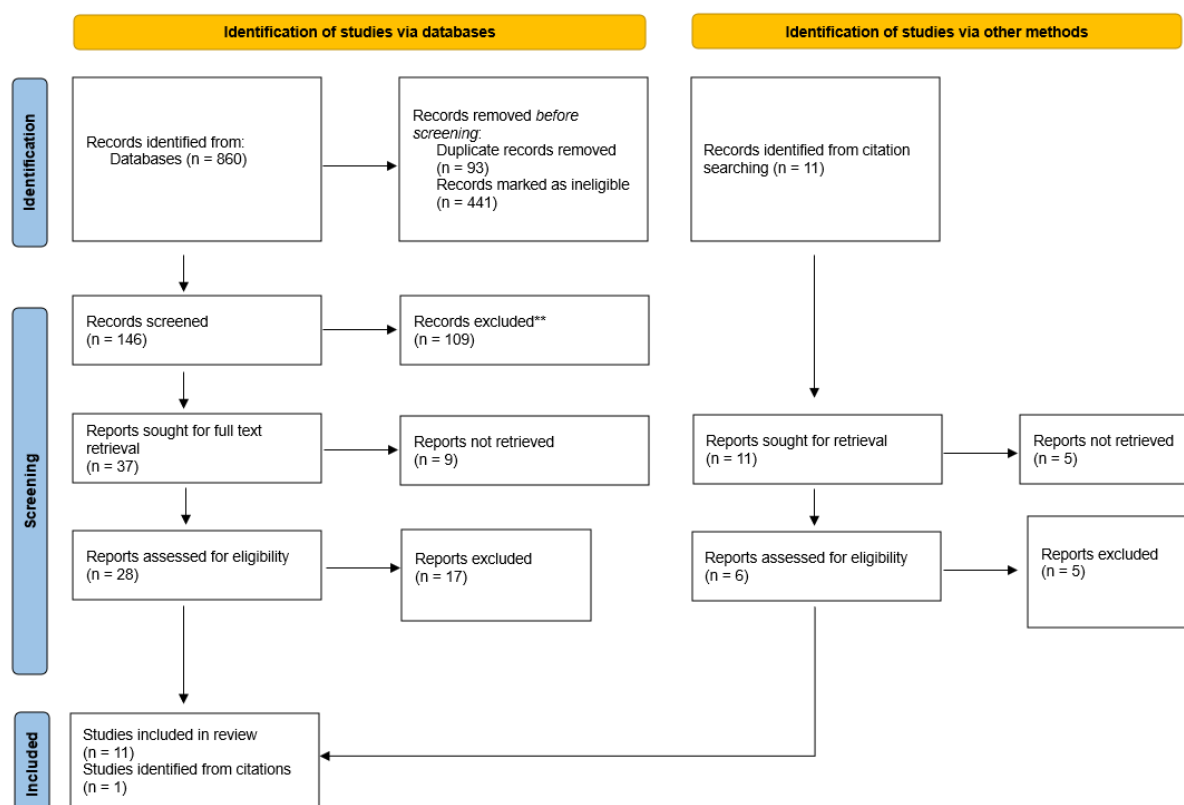 Identification of studies via databases
Identification of studies via other methods
Identification
Records identified from:
Databases (n = 860)
Records removed before
screening:
Duplicate records removed
(n = 93)
Records marked as ineligible
(n = 441)
Records identified from citation
searching (n = 11)
Screening
Records screened
(n = 146)
Records excluded**
(n = 109)
Reports sought for full text
retrieval
(n = 37)
Reports not retrieved
(n = 9)
Reports sought for retrieval
(n = 11)
Reports not retrieved
(n = 5)
Reports assessed for eligibility
(n = 28)
Reports excluded
(n = 17)
Reports assessed for eligibility
(n = 6)
Reports excluded
(n = 5)
Included
Studies included in review
(n = 11)
Studies identified from citations
(n = 1)